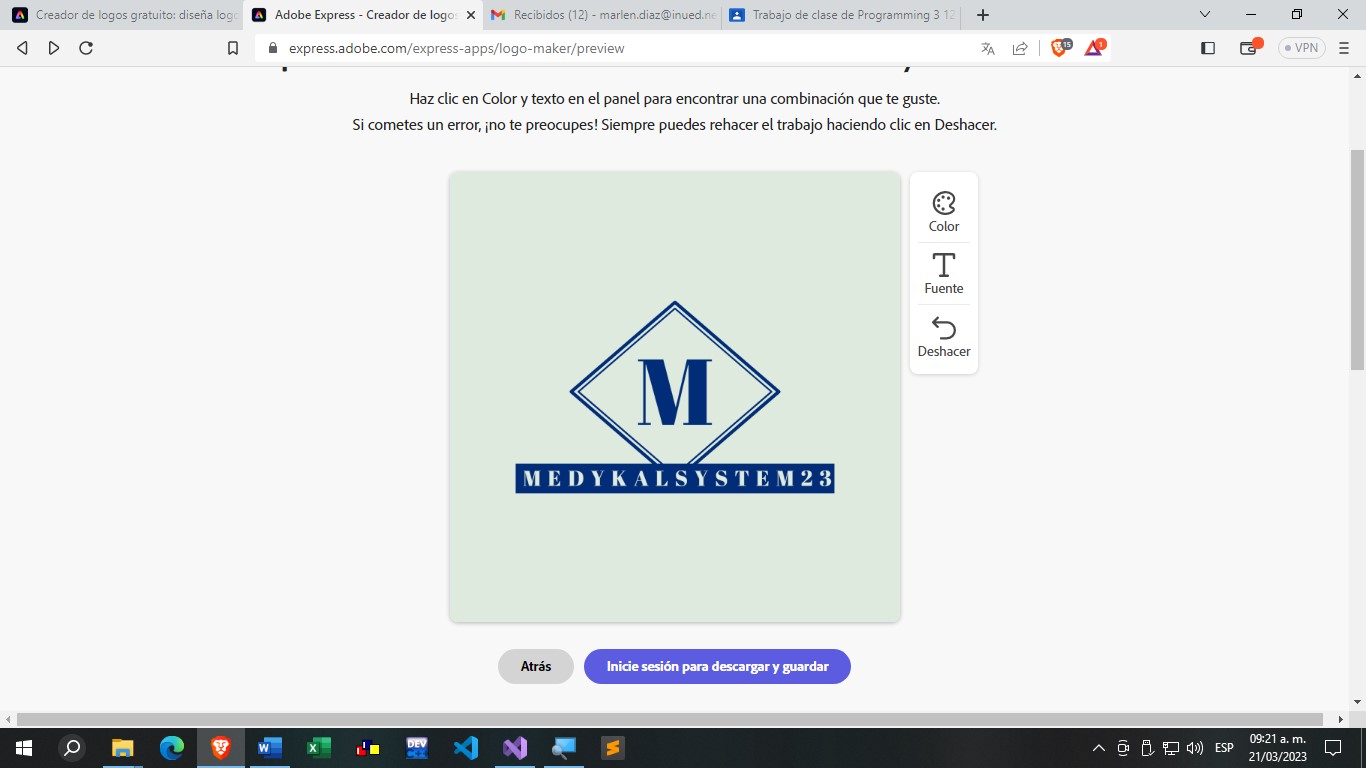 Creador de logos gratuito: diseña logo
Adobe Express - Creador de logos
Recibidos (12) - marlen.diaz@inued.ne
Trabajo de clase de Programming 3 12
express.adobe.com/express-apps/logo-maker/preview
15
1
VPN
Haz clic en Color y texto en el panel para encontrar una combinación que te guste.
Si cometes un error, ¡no te preocupes! Siempre puedes rehacer el trabajo haciendo clic en Deshacer.
Color
Fuente
Deshacer
M
MEDYKALSYSTEM23
Atrás
Inicie sesión para descargar y guardar
DEV
ESP
09:21 a. m.
21/03/2023